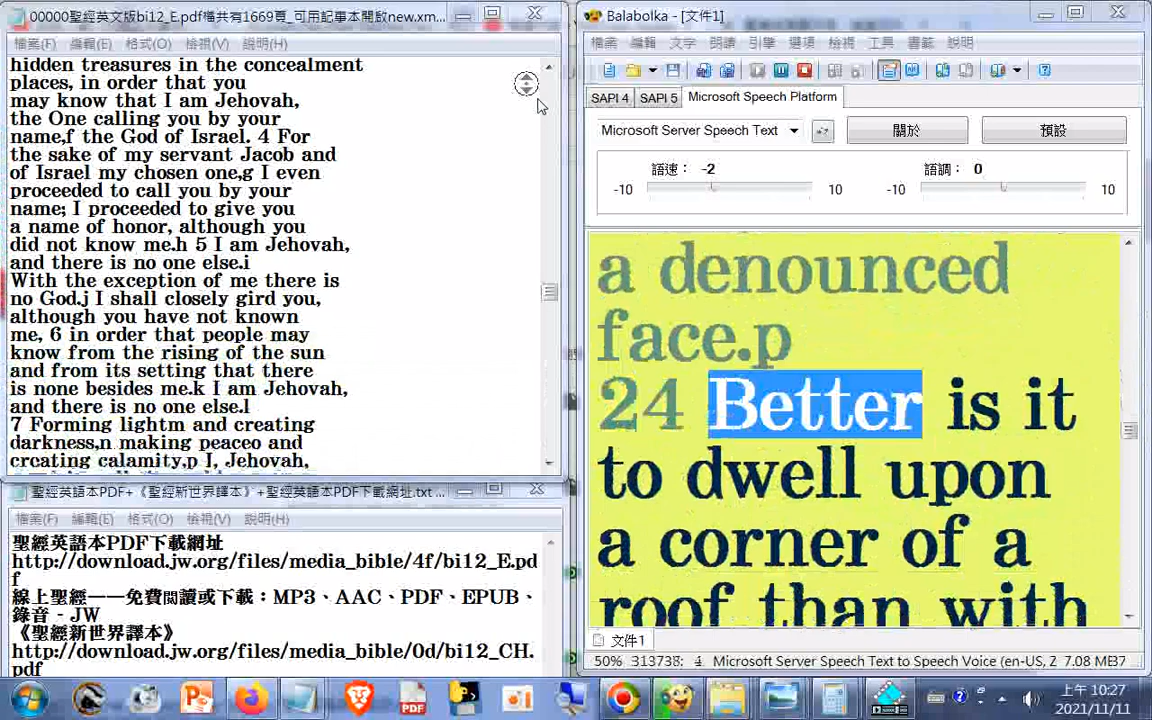 00000聖經英文版bi12_E.pdf檔共有1669頁_可用記事本開啟new.xm...
檔案(F) 編輯(E) 格式(O) 檢視(V) 說明(H)
hidden treasures in the concealment
places, in order that you
may know that I am Jehovah,
the One calling you by your
name,f the God of Israel. 4 For
the sake of my servant Jacob and
of Israel my chosen one,g I even
proceeded to call you by your
name; I proceeded to give you
a name of honor, although you
did not know me.h 5 I am Jehovah,
and there is no one else.i
With the exception of me there is
no God.j I shall closely gird you,
although you have not known
me, 6 in order that people may
know from the rising of the sun
and from its setting that there
is none besides me.k I am Jehovah,
and there is no one else.l
7 Forming lightm and creating
darkness,n making peaceo and
creating calamity,p I, Jehovah,
聖經英語本PDF+《聖經新世界譯本》+聖經英語本PDF下載網址.txt ...
檔案(F) 編輯(E) 格式(O) 檢視(V) 說明(H)
聖經英語本PDF下載網址
http://download.jw.org/files/media_bible/4f/bi12_E.pd
f
線上聖經——免費閱讀或下載：MP3、AAC、PDF、EPUB、
錄音 - JW
《聖經新世界譯本》
http://download.jw.org/files/media_bible/0d/bi12_CH.
pdf
Balabolka - [文件1]
檔案 編輯 文字 朗讀 引擎 選項 檢視 工具 書籤 說明
SAPI 4 SAPI 5 Microsoft Speech Platform
Microsoft Server Speech Text 關於 預設
語速： -2 語調： 0
-10 10 -10 10
a denounced
face.p
24 Better is it
to dwell upon
a corner of a
roof than with
文件1
50% 313738: 4 Microsoft Server Speech Text to Speech Voice (en-US, 2 7.08 MB37
上午 10:27
2021/11/11